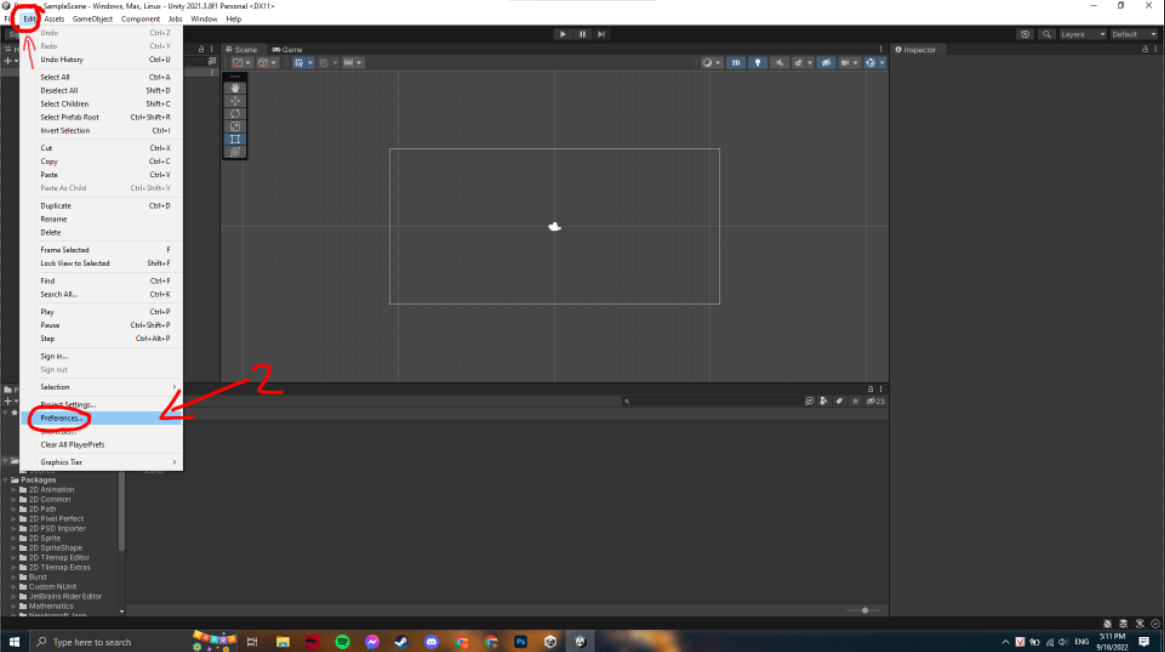 SampleScene - Windows, Mac, Linux - Unity 2021.3.8f1 Personal <DX11>
Edit Assets GameObject Component Jobs Window Help
Undo Ctrl+Z
Redo Ctrl+Y
Undo History Ctrl+U
Select All Ctrl+A
Deselect All Shift+D
Select Children Shift+C
Select Prefab Root Ctrl+Shift+R
Invert Selection Ctrl+I
Cut Ctrl+X
Copy Ctrl+C
Paste Ctrl+V
Paste As Child Ctrl+Shift+V
Duplicate Ctrl+D
Rename
Delete
Frame Selected F
Lock View to Selected Shift+F
Find Ctrl+F
Search All... Ctrl+K
Play Ctrl+P
Pause Ctrl+Shift+P
Step Ctrl+Alt+P
Sign in...
Sign out
Selection
Project Settings...
Preferences...
Shortcuts...
Clear All PlayerPrefs
Graphics Tier
2
Layers Default
Scene Game
2D
Inspector
23
Packages
2D Animation
2D Common
2D Path
2D Pixel Perfect
2D PSD Importer
2D Sprite
2D SpriteShape
2D Tilemap Editor
2D Tilemap Extras
Burst
Custom NUnit
JetBrains Rider Editor
Mathematics
Newtonsoft Json
Type here to search
ENG
5:11 PM
9/16/2022